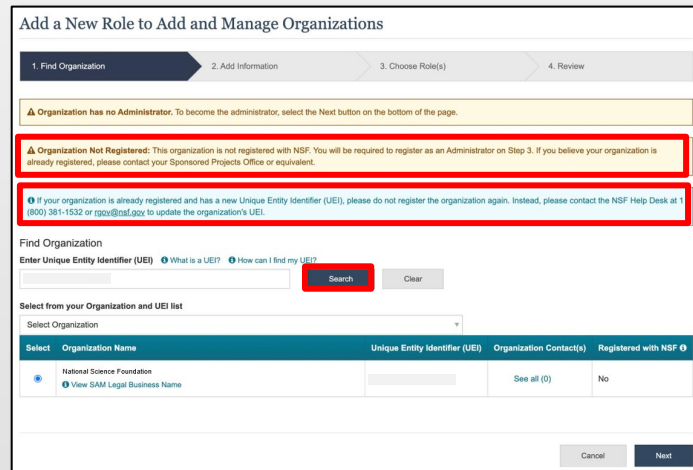 Add a New Role to Add and Manage Organizations
1. Find Organization
2. Add Information
3. Choose Role(s)
4. Review
Organization has no Administrator. To become the administrator, select the Next button on the bottom of the page.
Organization Not Registered: This organization is not registered with NSF. You will be required to register as an Administrator on Step 3. If you believe your organization is
already registered, please contact your Sponsored Projects Office or equivalent.
If your organization is already registered and has a new Unique Entity Identifier (UEI), please do not register the organization again. Instead, please contact the NSF Help Desk at 1
(800) 381-1532 or rgov@nsf.gov to update the organization's UEI.
Find Organization
Enter Unique Entity Identifier (UEI) What is a UEI? How can I find my UEI?
Search
Clear
Select from your Organization and UEI list
Select Organization
Select Organization Name Unique Entity Identifier (UEI) Organization Contact(s) Registered with NSF
National Science Foundation
View SAM Legal Business Name
See all (0)
No
Cancel
Next